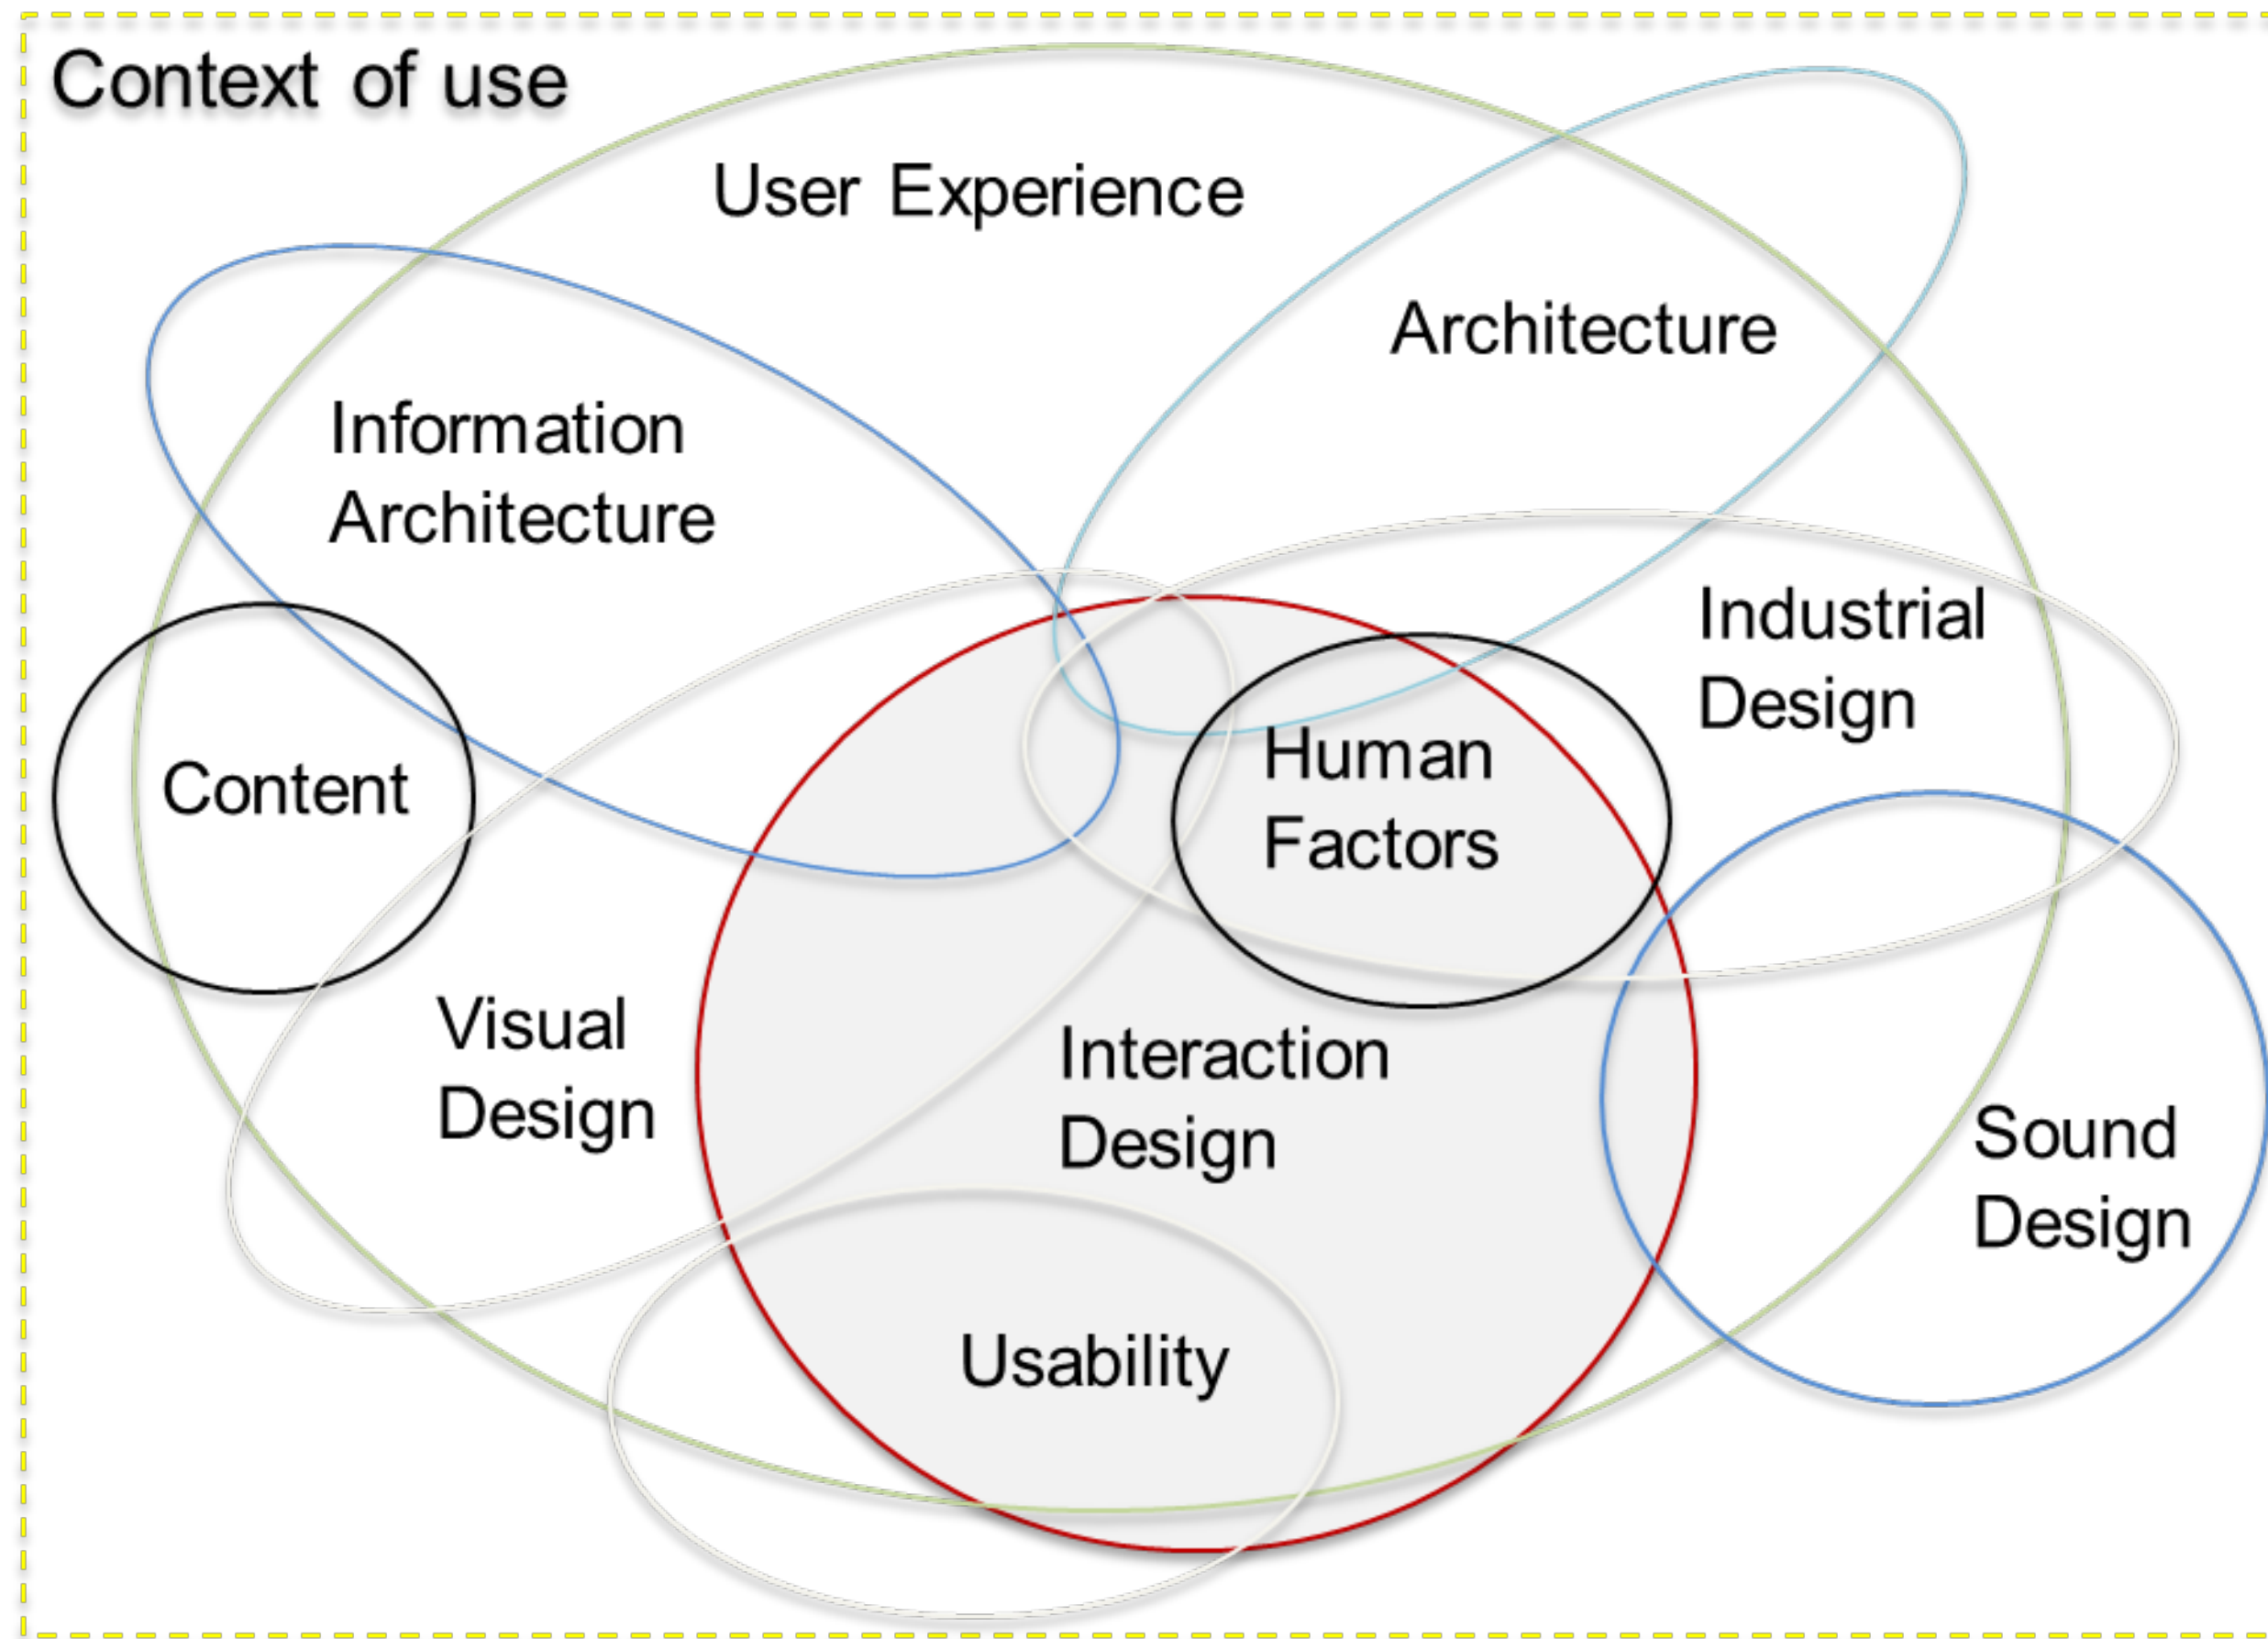 Context of use
User Experience
Architecture
Information
Architecture
Industrial
Design
Human
Factors
Content
Visual
Design
Interaction
Design
Sound
Design
Usability